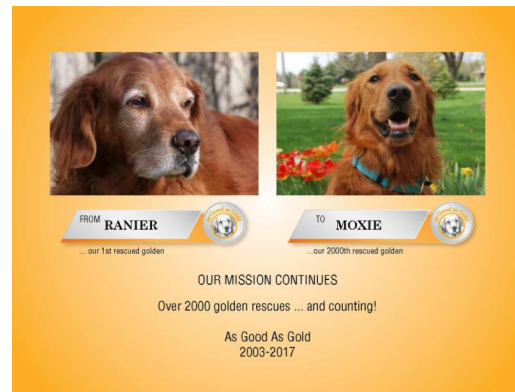 FROM RANIER
... our 1st rescued golden
TO MOXIE
...our 2000th rescued golden
OUR MISSION CONTINUES
Over 2000 golden rescues ... and counting!
As Good As Gold
2003-2017